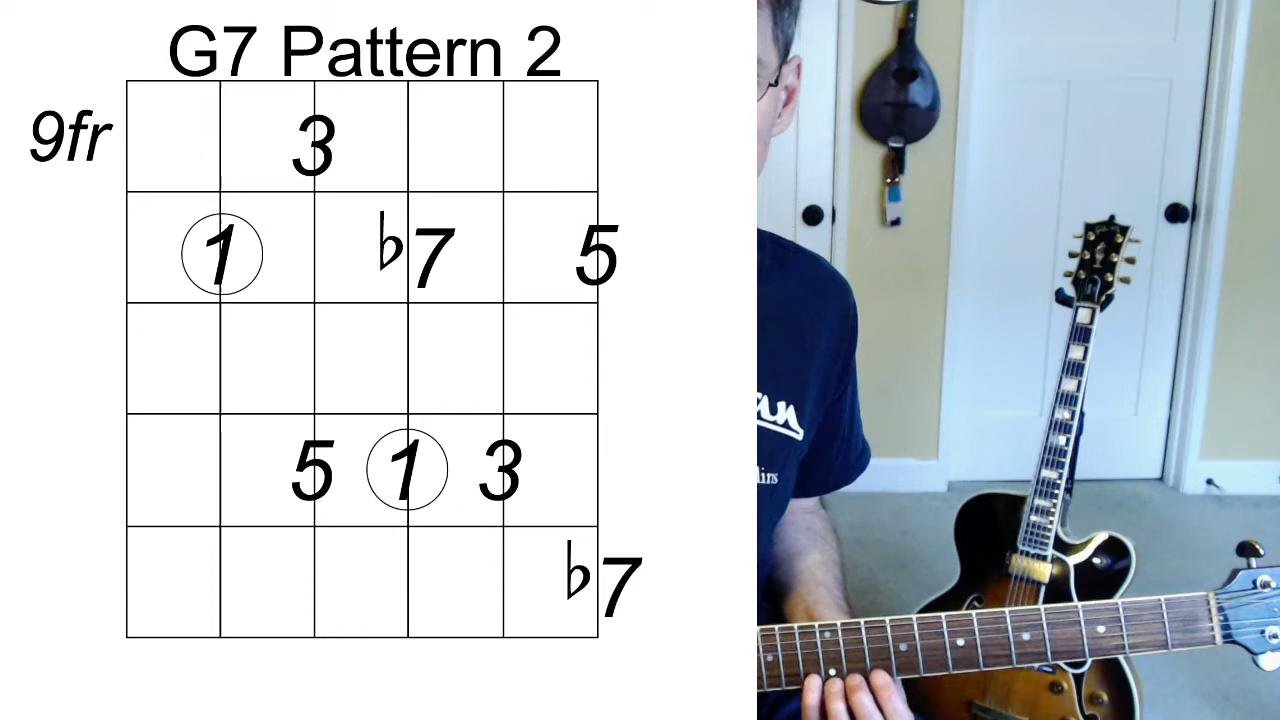 G7 Pattern 2
9fr
3
1 ♭7 5
5 1 3
♭7